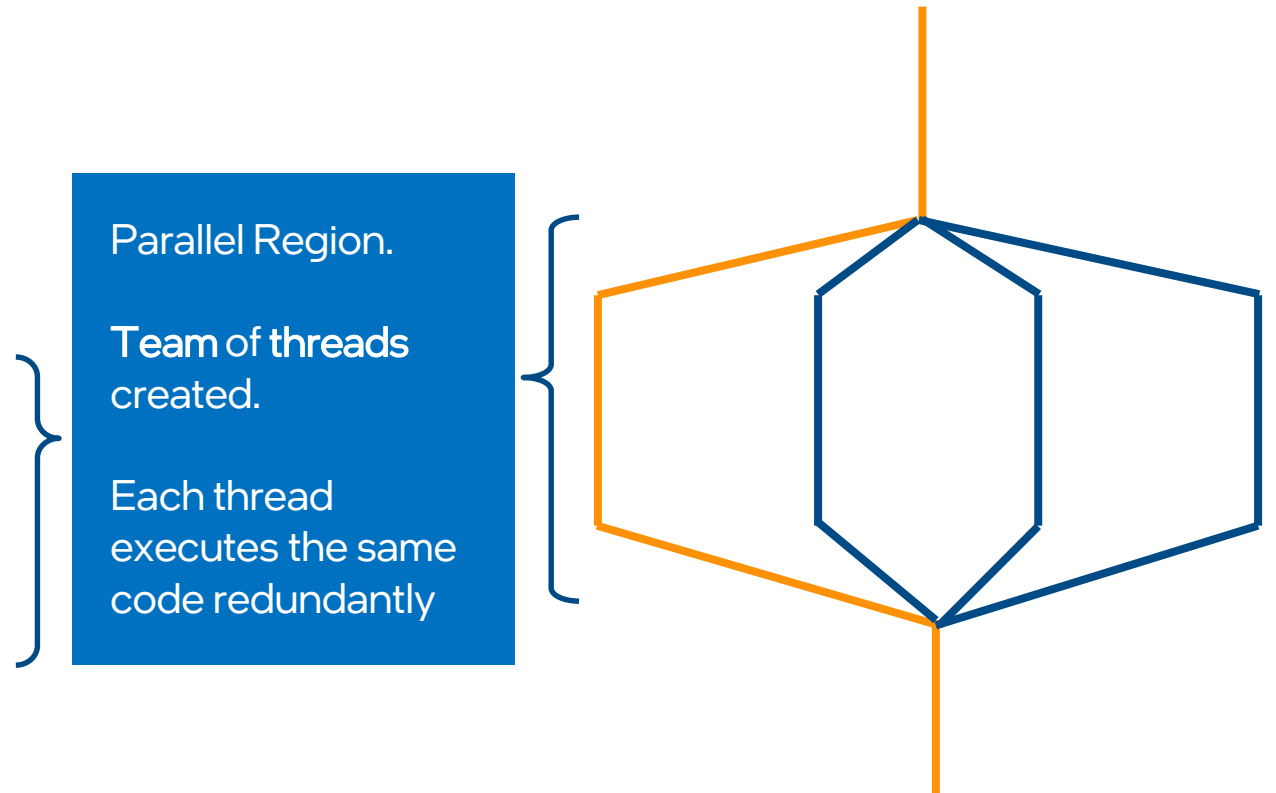 Parallel Region.
Team of threads
created.
Each thread
executes the same
code redundantly